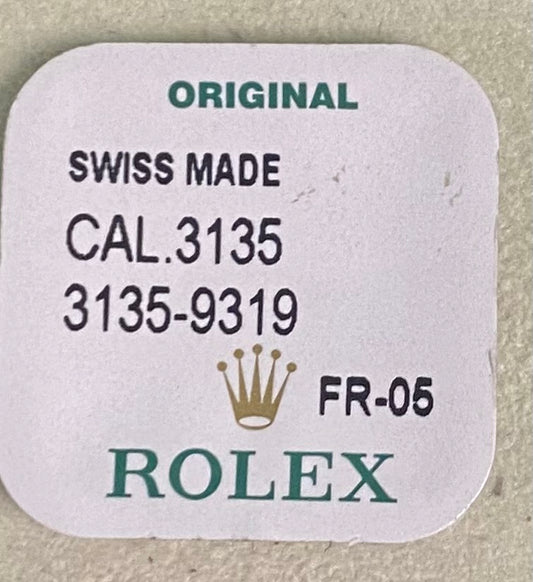 ORIGINAL
SWISS MADE
CAL.3135
3135-9319
FR-05
ROLEX